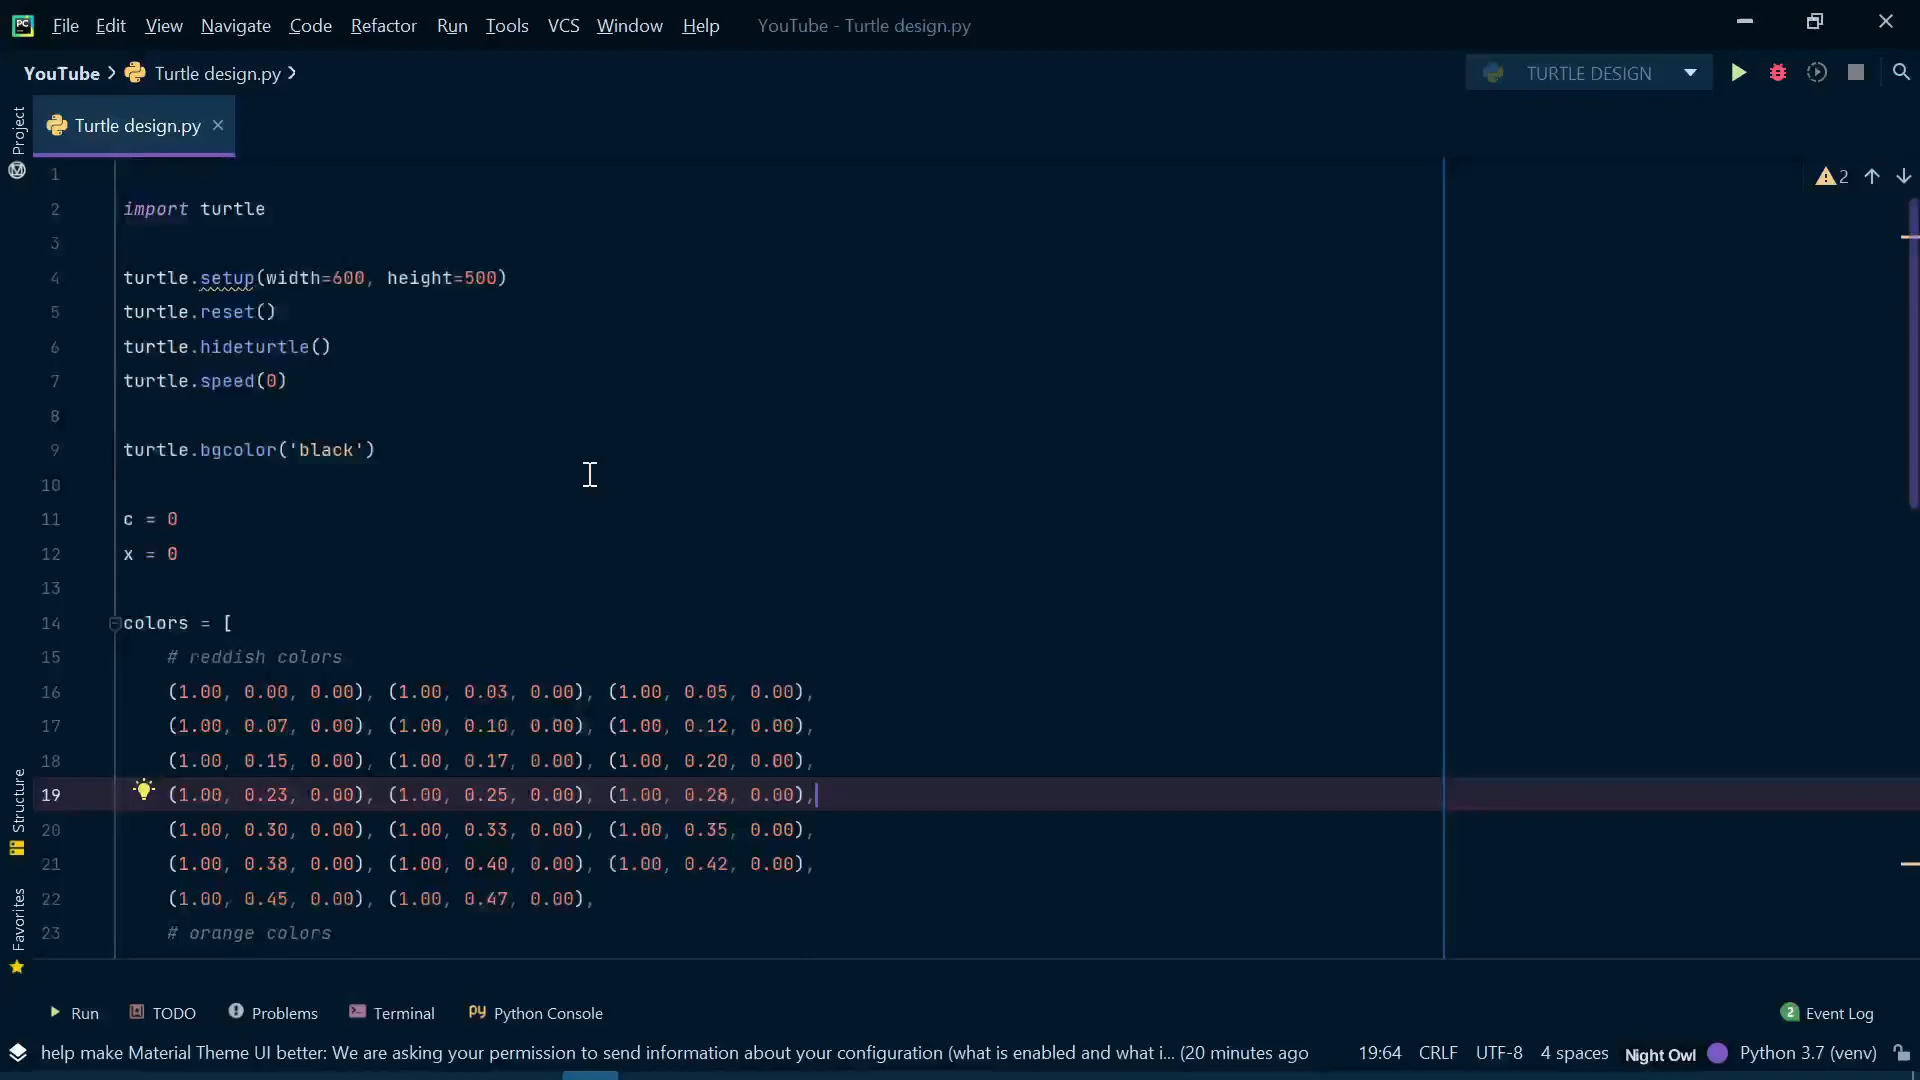 PC File Edit View Navigate Code Refactor Run Tools VCS Window Help YouTube - Turtle design.py
YouTube Turtle design.py TURTLE DESIGN
Project
Turtle design.py
2
1
2 import turtle
3
4 turtle.setup(width=600, height=500)
5 turtle.reset()
6 turtle.hideturtle()
7 turtle.speed(0)
8
9 turtle.bgcolor('black')
10
11 c = 0
12 x = 0
13
14 colors = [
15 # reddish colors
16 (1.00, 0.00, 0.00), (1.00, 0.03, 0.00), (1.00, 0.05, 0.00),
17 (1.00, 0.07, 0.00), (1.00, 0.10, 0.00), (1.00, 0.12, 0.00),
18 (1.00, 0.15, 0.00), (1.00, 0.17, 0.00), (1.00, 0.20, 0.00),
19 (1.00, 0.23, 0.00), (1.00, 0.25, 0.00), (1.00, 0.28, 0.00),
20 (1.00, 0.30, 0.00), (1.00, 0.33, 0.00), (1.00, 0.35, 0.00),
21 (1.00, 0.38, 0.00), (1.00, 0.40, 0.00), (1.00, 0.42, 0.00),
22 (1.00, 0.45, 0.00), (1.00, 0.47, 0.00),
23 # orange colors
Structure
Favorites
Run TODO Problems Terminal Python Console 2 Event Log
help make Material Theme UI better: We are asking your permission to send information about your configuration (what is enabled and what i... (20 minutes ago 19:64 CRLF UTF-8 4 spaces Night Owl Python 3.7 (venv)